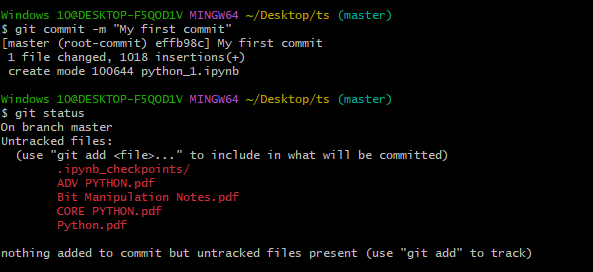 Windows 10@DESKTOP-F5QOD1V MINGW64 ~/Desktop/ts (master)
$ git commit -m "My first commit"
[master (root-commit) effb98c] My first commit
 1 file changed, 1018 insertions(+)
 create mode 100644 python_1.ipynb

Windows 10@DESKTOP-F5QOD1V MINGW64 ~/Desktop/ts (master)
$ git status
On branch master
Untracked files:
  (use "git add <file>..." to include in what will be committed)
        .ipynb_checkpoints/
        ADV PYTHON.pdf
        Bit Manipulation Notes.pdf
        CORE PYTHON.pdf
        Python.pdf

nothing added to commit but untracked files present (use "git add" to track)